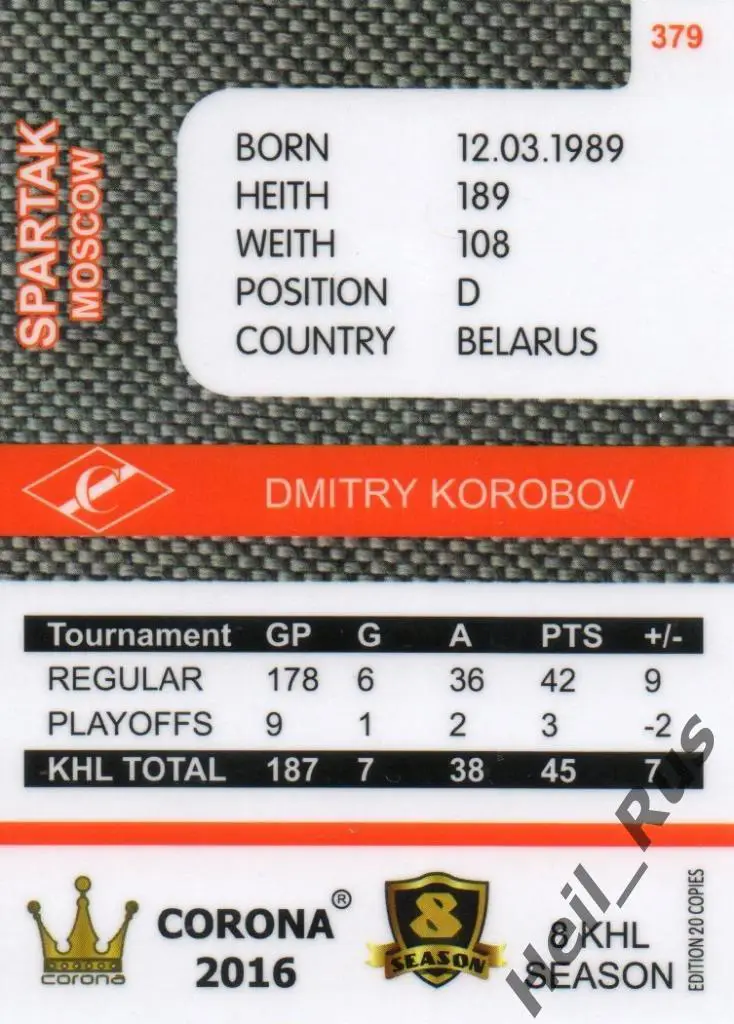 379
SPARTAK
MOSCOW
BORN 12.03.1989
HEITH 189
WEITH 108
POSITION D
COUNTRY BELARUS
C
DMITRY KOROBOV
Tournament GP G A PTS +/-
REGULAR 178 6 36 42 9
PLAYOFFS 9 1 2 3 -2
KHL TOTAL 187 7 38 45 7
corona
CORONA ®
2016
8
SEASON
8 KHL
SEASON
EDITION 20 COPIES
Heil_Rus